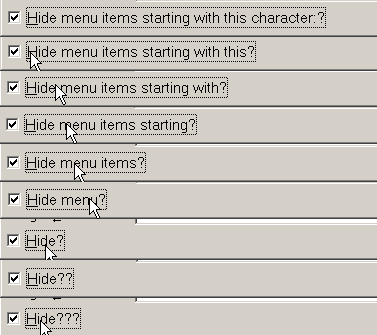 Hide menu items starting with this character:?
Hide menu items starting with this?
Hide menu items starting with?
Hide menu items starting?
Hide menu items?
Hide menu?
Hide?
Hide??
Hide???